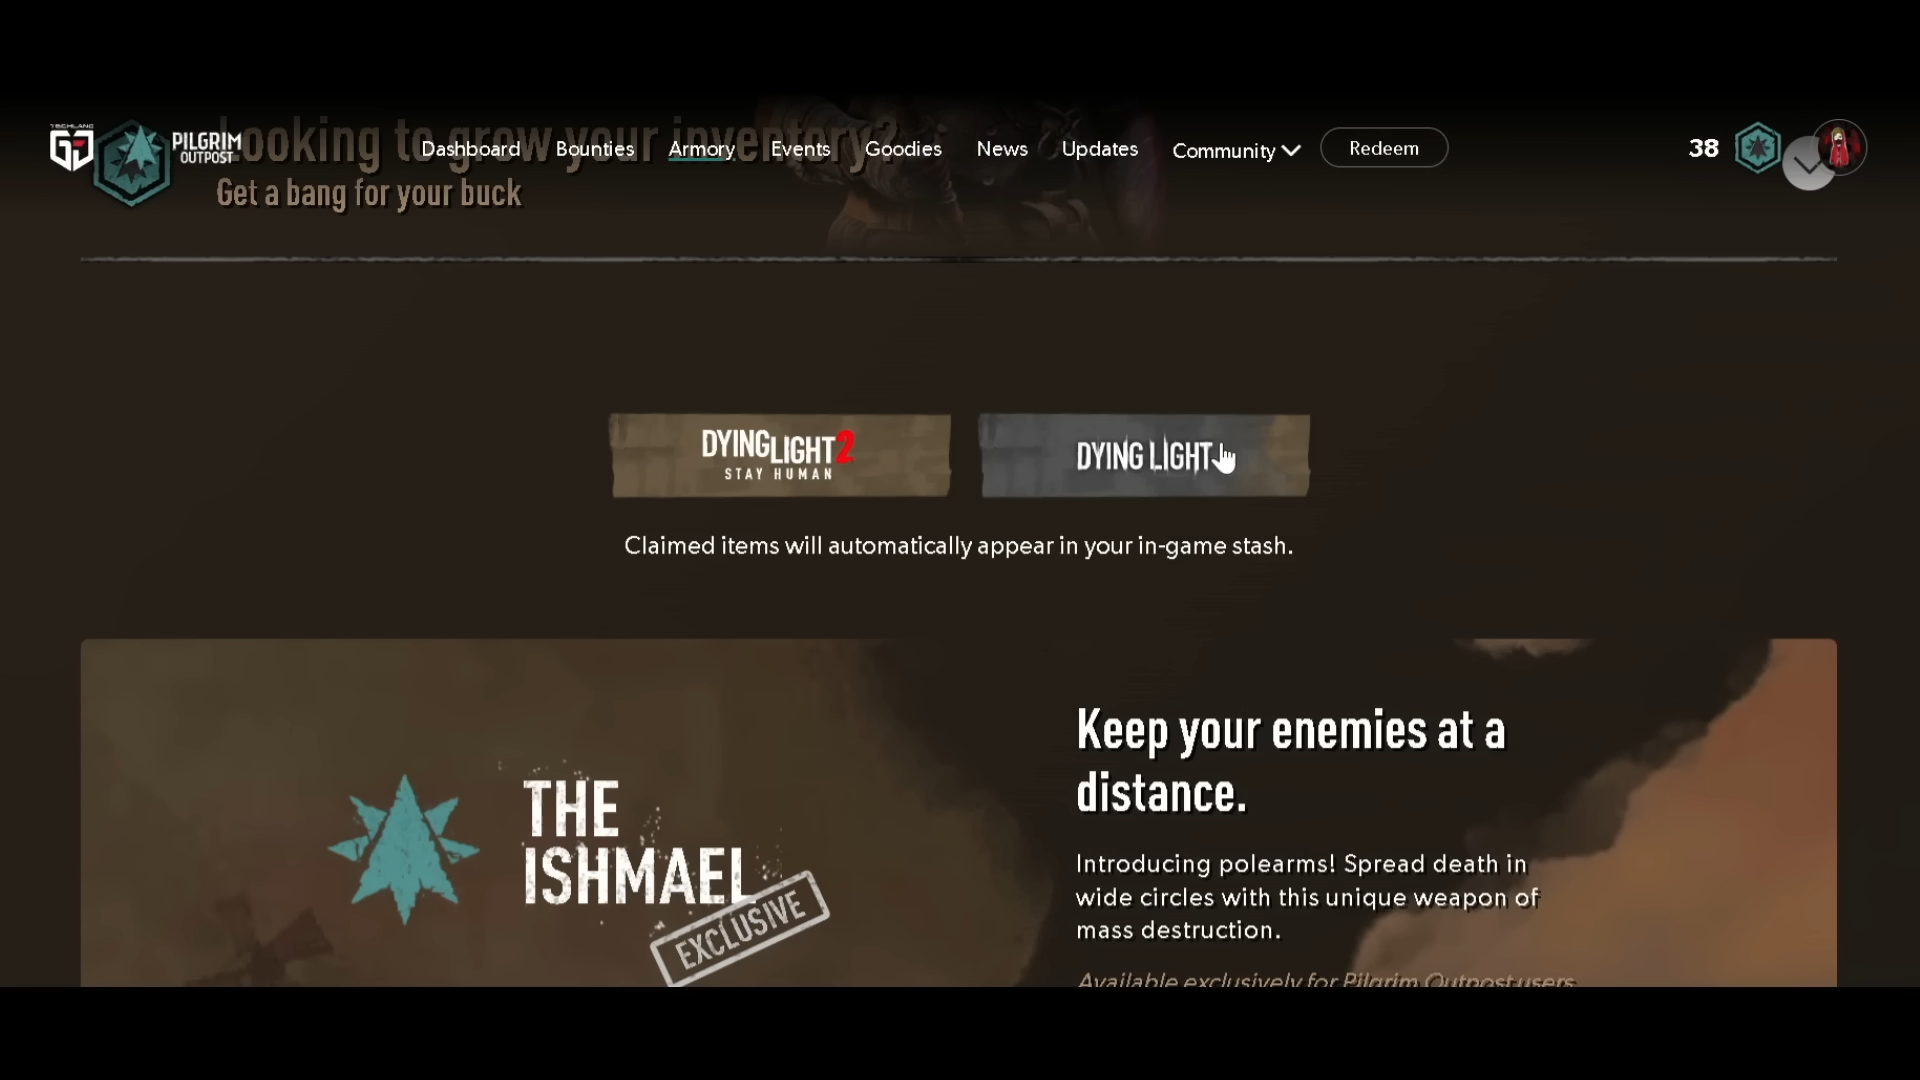 TECHLAND
GG
PILGRIM
OUTPOST
Looking to grow your inventory?
Dashboard
Bounties
Armory
Events
Goodies
News
Updates
Community
Redeem
38
Get a bang for your buck
DYING LIGHT 2
STAY HUMAN
DYING LIGHT
Claimed items will automatically appear in your in-game stash.
THE
ISHMAEL
EXCLUSIVE
Keep your enemies at a
distance.
Introducing polearms! Spread death in
wide circles with this unique weapon of
mass destruction.
Available exclusively for Pilgrim Outpost users